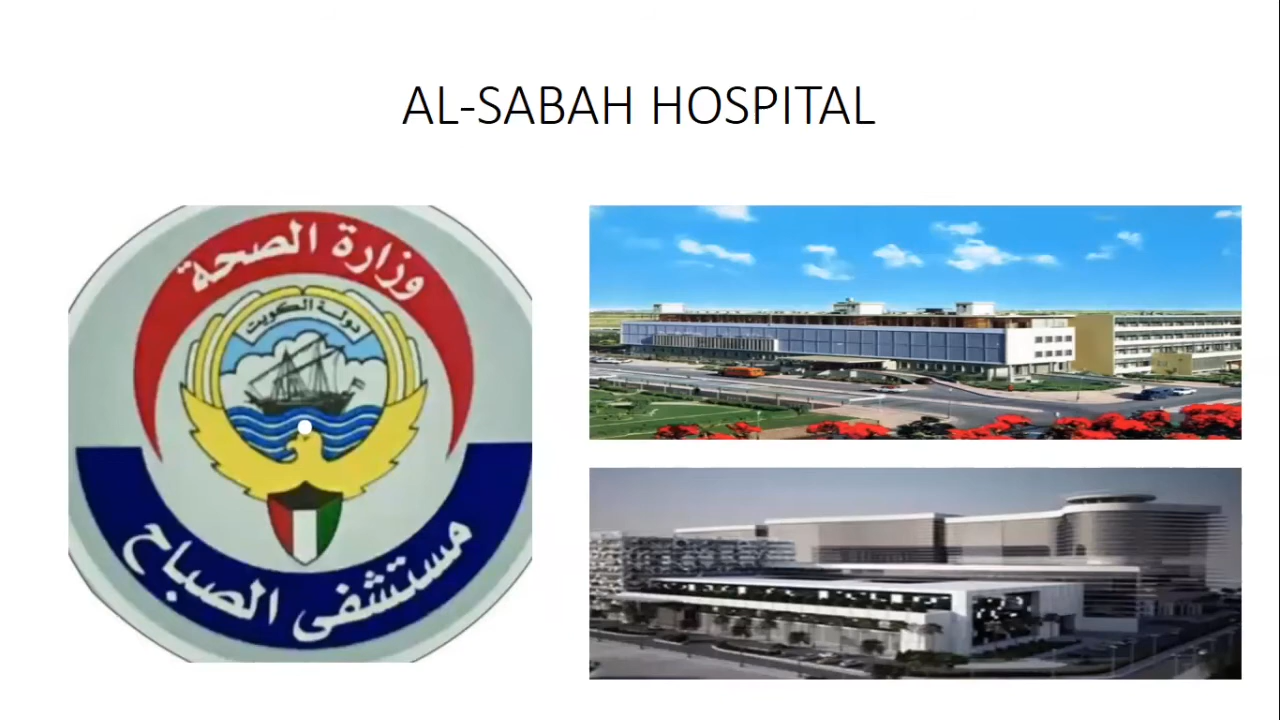 AL-SABAH HOSPITAL
وزارة الصحة
دولة الكويت
مستشفى الصباح